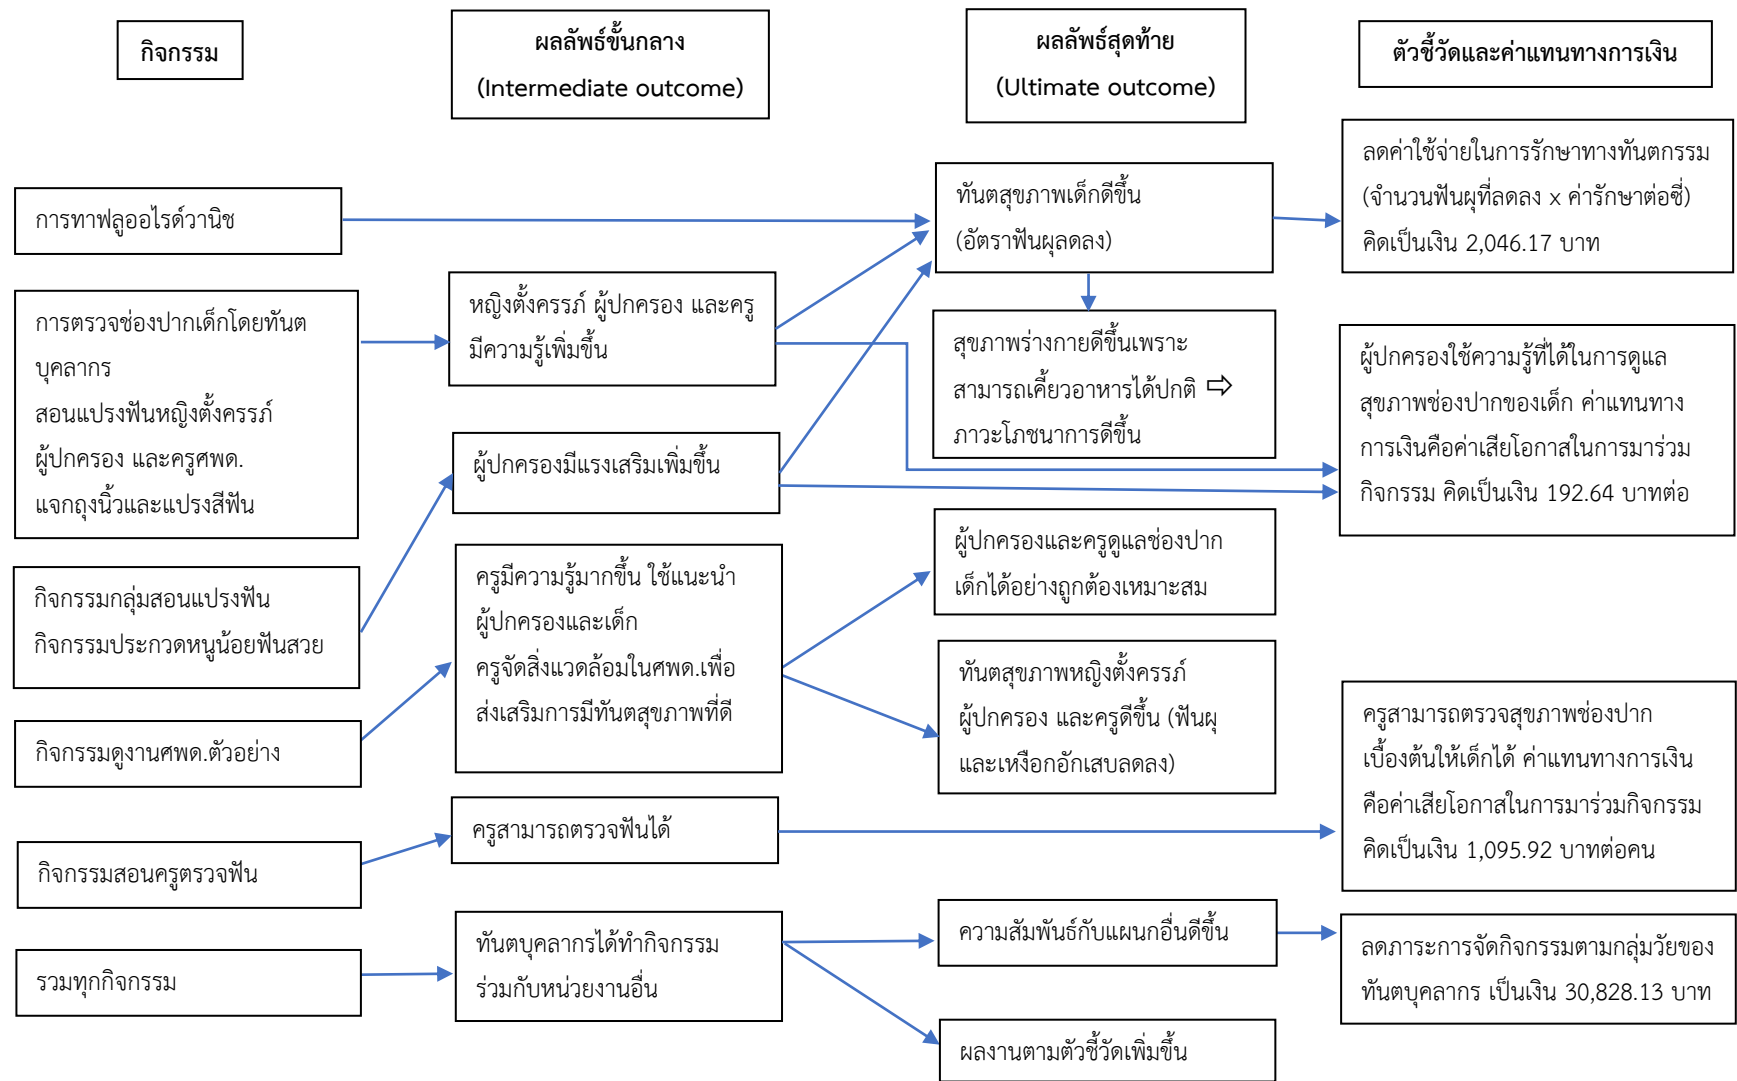 กิจกรรม
ผลลัพธ์ขั้นกลาง
(Intermediate outcome)
ผลลัพธ์สุดท้าย
(Ultimate outcome)
ตัวชี้วัดและค่าแทนทางการเงิน
การทาฟลูออไรด์วานิช
การตรวจช่องปากเด็กโดยทันต
บุคลากร
สอนแปรงฟันหญิงตั้งครรภ์
ผู้ปกครอง และครูศพด.
แจกถุงนิ้วและแปรงสีฟัน
กิจกรรมกลุ่มสอนแปรงฟัน
กิจกรรมประกวดหนูน้อยฟันสวย
กิจกรรมดูงานศพด.ตัวอย่าง
กิจกรรมสอนครูตรวจฟัน
รวมทุกกิจกรรม
หญิงตั้งครรภ์ ผู้ปกครอง และครู
มีความรู้เพิ่มขึ้น
ผู้ปกครองมีแรงเสริมเพิ่มขึ้น
ครูมีความรู้มากขึ้น ใช้แนะนำ
ผู้ปกครองและเด็ก
ครูจัดสิ่งแวดล้อมในศพด.เพื่อ
ส่งเสริมการมีทันตสุขภาพที่ดี
ครูสามารถตรวจฟันได้
ทันตบุคลากรได้ทำกิจกรรม
ร่วมกับหน่วยงานอื่น
ทันตสุขภาพเด็กดีขึ้น
(อัตราฟันผุลดลง)
สุขภาพร่างกายดีขึ้นเพราะ
สามารถเคี้ยวอาหารได้ปกติ ⇨
ภาวะโภชนาการดีขึ้น
ผู้ปกครองและครูดูแลช่องปาก
เด็กได้อย่างถูกต้องเหมาะสม
ทันตสุขภาพหญิงตั้งครรภ์
ผู้ปกครอง และครูดีขึ้น (ฟันผุ
และเหงือกอักเสบลดลง)
ความสัมพันธ์กับแผนกอื่นดีขึ้น
ผลงานตามตัวชี้วัดเพิ่มขึ้น
ลดค่าใช้จ่ายในการรักษาทางทันตกรรม
(จำนวนฟันผุที่ลดลง x ค่ารักษาต่อซี่)
คิดเป็นเงิน 2,046.17 บาท
ผู้ปกครองใช้ความรู้ที่ได้ในการดูแล
สุขภาพช่องปากของเด็ก ค่าแทนทาง
การเงินคือค่าเสียโอกาสในการมาร่วม
กิจกรรม คิดเป็นเงิน 192.64 บาทต่อ
ครูสามารถตรวจสุขภาพช่องปาก
เบื้องต้นให้เด็กได้ ค่าแทนทางการเงิน
คือค่าเสียโอกาสในการมาร่วมกิจกรรม
คิดเป็นเงิน 1,095.92 บาทต่อคน
ลดภาระการจัดกิจกรรมตามกลุ่มวัยของ
ทันตบุคลากร เป็นเงิน 30,828.13 บาท